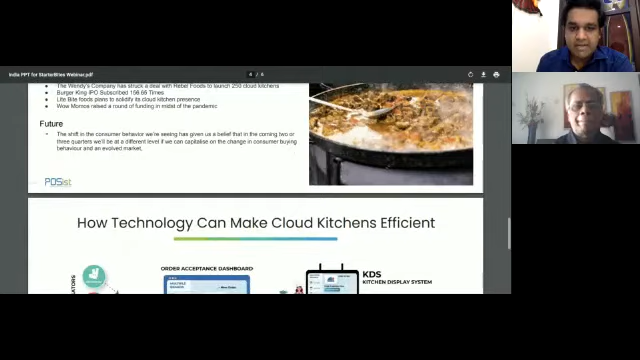 India PPT for StarterBites Webinar.pdf
4 / 5
The Wendy's Company has struck a deal with Rebel Foods to launch 250 cloud kitchens
Burger King IPO Subscribed 156.65 Times
Lite Bite foods plans to solidify its cloud kitchen presence
Wow Momos raised a round of funding in midst of the pandemic
Future
The shift in the consumer behavior we're seeing has given us a belief that in the coming two or
three quarters we'll be at a different level if we can capitalise on the change in consumer buying
behaviour and an evolved market.
POSist
How Technology Can Make Cloud Kitchens Efficient
ORDER ACCEPTANCE DASHBOARD
KDS
KITCHEN DISPLAY SYSTEM
MULTIPLE